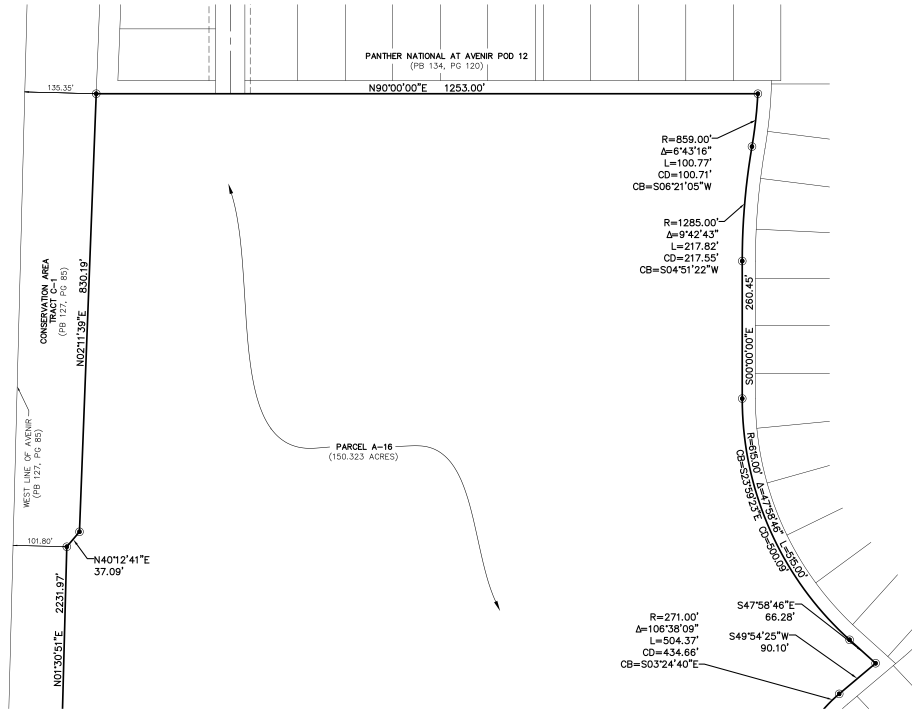 PANTHER NATIONAL AT AVENIR POD 12
(PB 134, PG 120)
135.35'
N90°00'00"E 1253.00'
R=859.00'
Δ=6°43'16"
L=100.77'
CD=100.71'
CB=S06°21'05"W
R=1285.00'
Δ=9°42'43"
L=217.82'
CD=217.55'
CB=S04°51'22"W
CONSERVATION AREA
TRACT C-1
(PB 127, PG 85)
N02°11'39"E 830.19'
S00°00'00"E 260.45'
WEST LINE OF AVENIR
(PB 127, PG 85)
PARCEL A-16
(150.323 ACRES)
R=615.00' Δ=47°58'46" L=515.00'
CB=S23°59'23"E CD=500.09'
101.80'
N40°12'41"E
37.09'
N01°30'51"E 2231.97'
S47°58'46"E
66.28'
R=271.00'
Δ=106°38'09"
L=504.37'
CD=434.66'
CB=S03°24'40"E
S49°54'25"W
90.10'